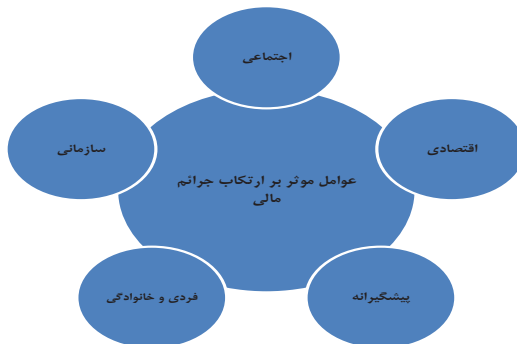 اجتماعی
اقتصادی
سازمانی
عوامل موثر بر ارتکاب جرائم
مالی
پیشگیرانه
فردی و خانوادگی